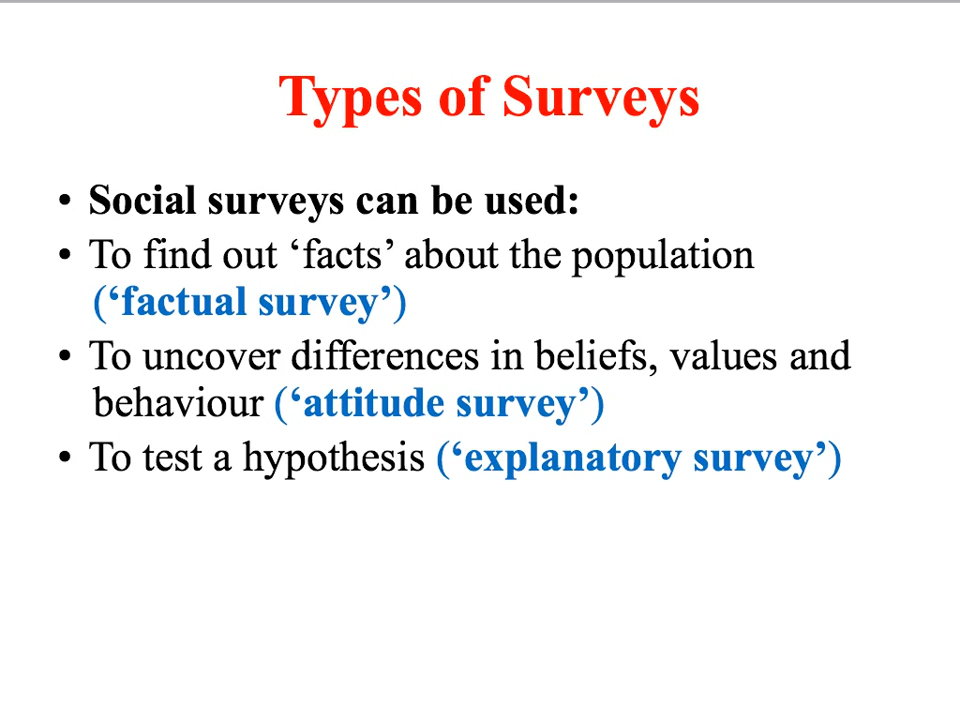 Types of Surveys
• Social surveys can be used:
• To find out ‘facts’ about the population
(‘factual survey’)
• To uncover differences in beliefs, values and
behaviour (‘attitude survey’)
• To test a hypothesis (‘explanatory survey’)